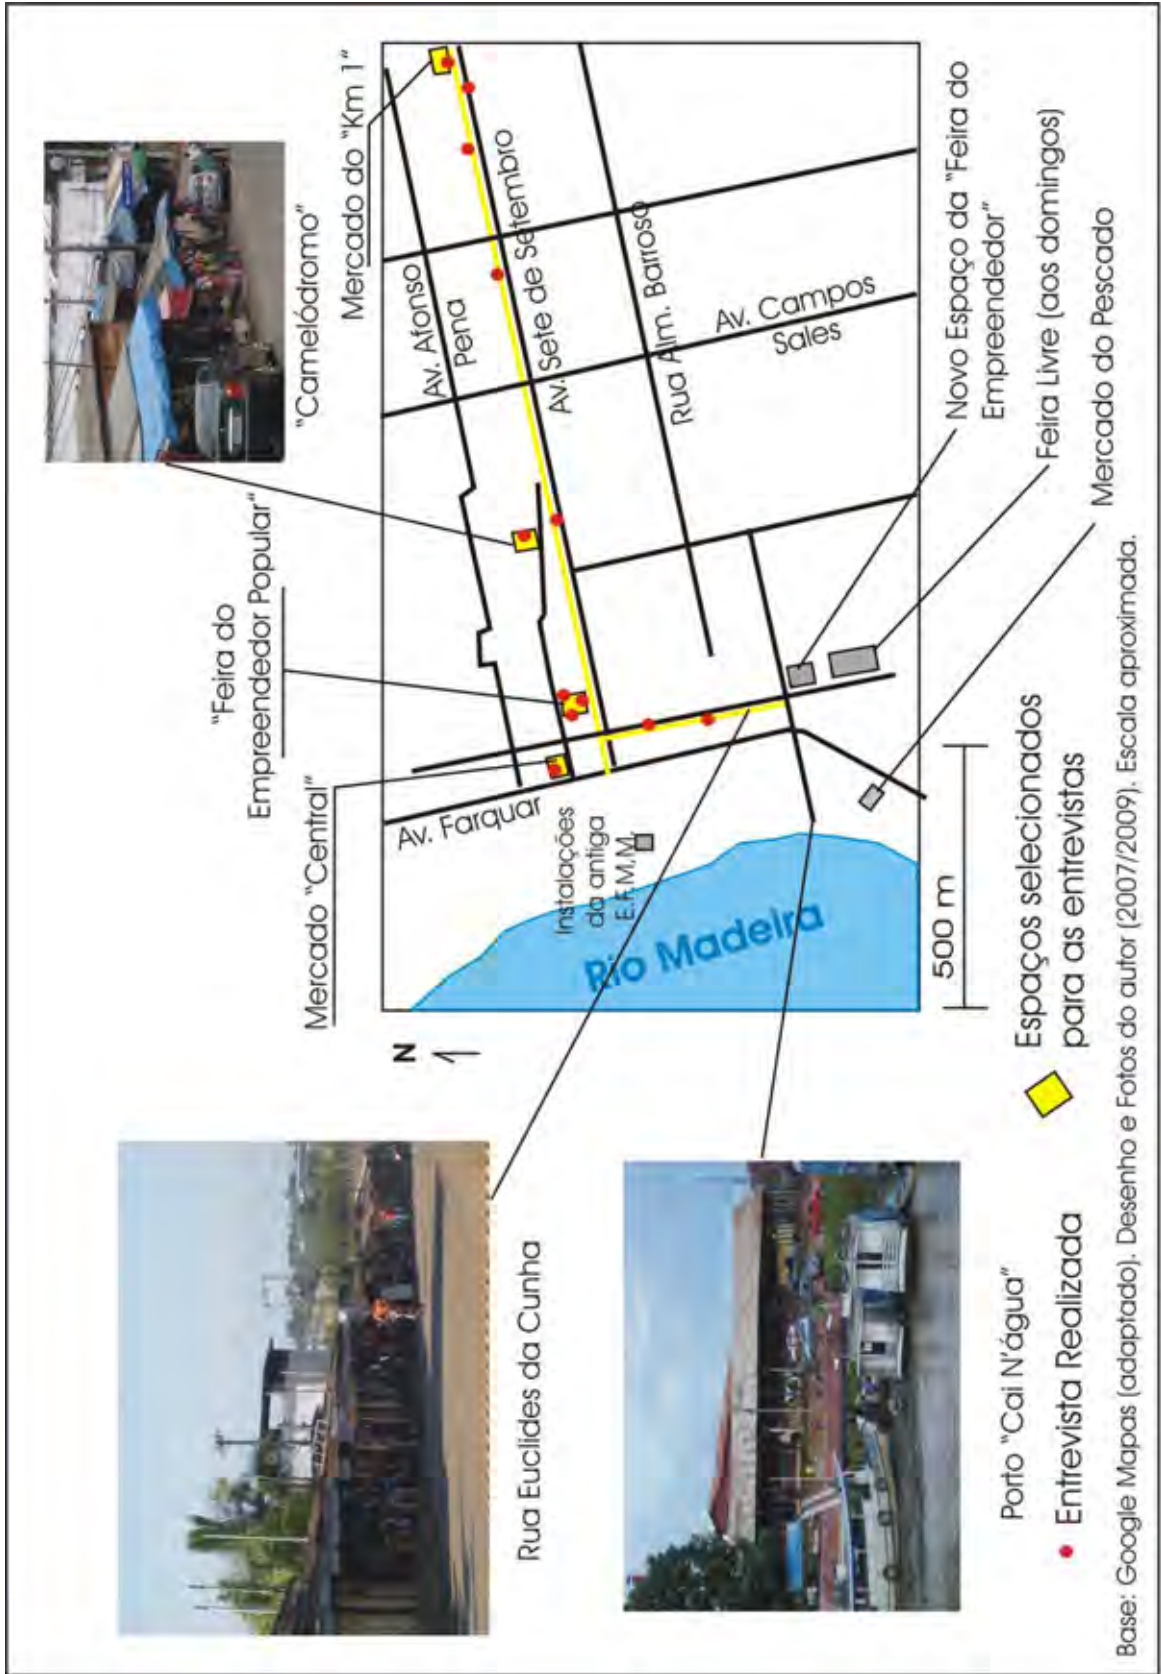 "Camelódromo"
Mercado do "Km 1"
"Feira do
Empreendedor Popular"
Mercado "Central"
N
Av. Afonso
Pena
Av. Sete de Setembro
Rua Alm. Barroso
Av. Campos
Sales
Av. Farquar
Instalações
da antiga
E.F.M.M.
Rio Madeira
Rua Euclides da Cunha
Novo Espaço da "Feira do
Empreendedor"
Feira Livre (aos domingos)
Mercado do Pescado
500 m
Porto "Cai N'água"
Espaços selecionados
para as entrevistas
Entrevista Realizada
Base: Google Mapas (adaptado). Desenho e Fotos do autor (2007/2009). Escala aproximada.